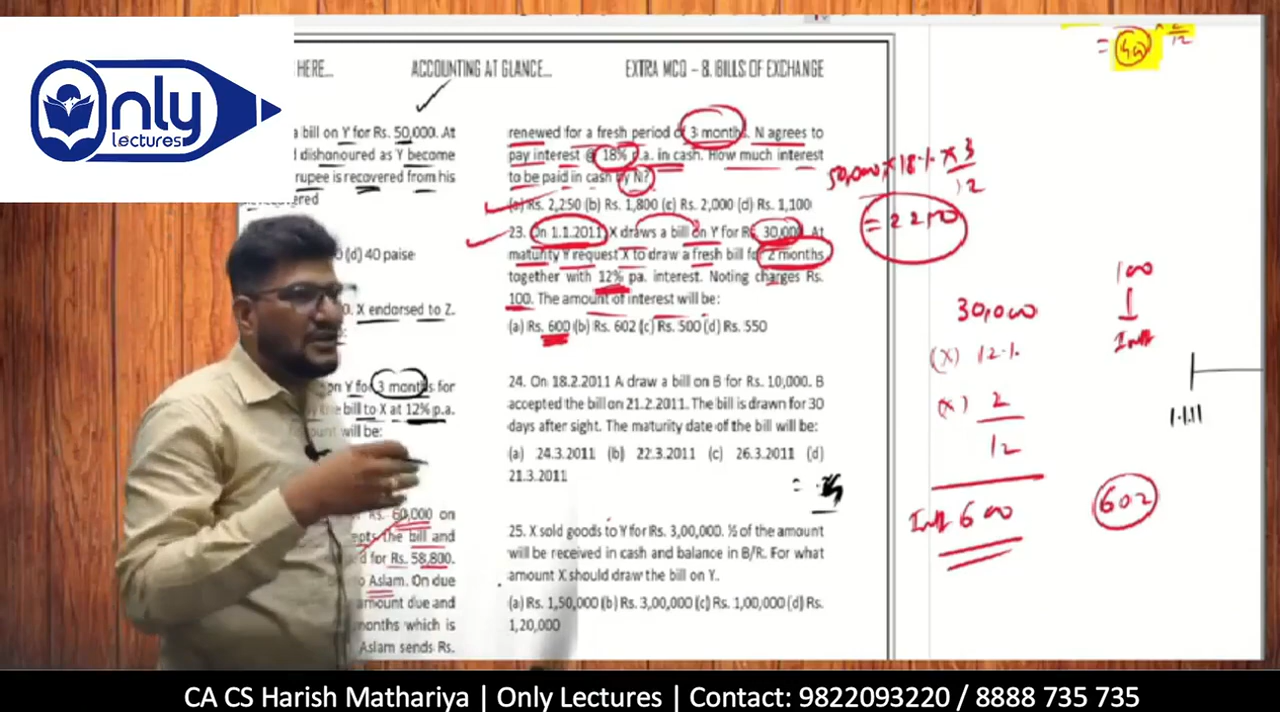 Only
lectures
HERE...
ACCOUNTING AT GLANCE...
EXTRA MCQ – 8. BILLS OF EXCHANGE
a bill on Y for Rs. 50,000. At
d dishonoured as Y become
rupee is recovered from his
(d) 40 paise
0. X endorsed to Z.
on Y for 3 months for
the bill to X at 12% p.a.
ount will be:
Rs. 60,000 on
epts the bill and
d for Rs. 58,800.
o Aslam. On due
amount due and
months which is
Aslam sends Rs.
renewed for a fresh period of 3 months. N agrees to
pay interest @ 18% p.a. in cash. How much interest
to be paid in cash by N?
(a) Rs. 2,250 (b) Rs. 1,800 (c) Rs. 2,000 (d) Rs. 1,100
23. On 1.1.2011 X draws a bill on Y for Rs. 30,000. At
maturity Y request X to draw a fresh bill for 2 months
together with 12% pa. interest. Noting charges Rs.
100. The amount of interest will be:
(a) Rs. 600 (b) Rs. 602 (c) Rs. 500 (d) Rs. 550
24. On 18.2.2011 A draw a bill on B for Rs. 10,000. B
accepted the bill on 21.2.2011. The bill is drawn for 30
days after sight. The maturity date of the bill will be:
(a) 24.3.2011 (b) 22.3.2011 (c) 26.3.2011 (d)
21.3.2011
25. X sold goods to Y for Rs. 3,00,000. ½ of the amount
will be received in cash and balance in B/R. For what
amount X should draw the bill on Y.
(a) Rs. 1,50,000 (b) Rs. 3,00,000 (c) Rs. 1,00,000 (d) Rs.
1,20,000
50,000 x 18% x 3
12
= 2250
30,000
(x) 12%
(x) 2
12
Int 600
100
Int
602
1.1.11
CA CS Harish Mathariya | Only Lectures | Contact: 9822093220 / 8888 735 735